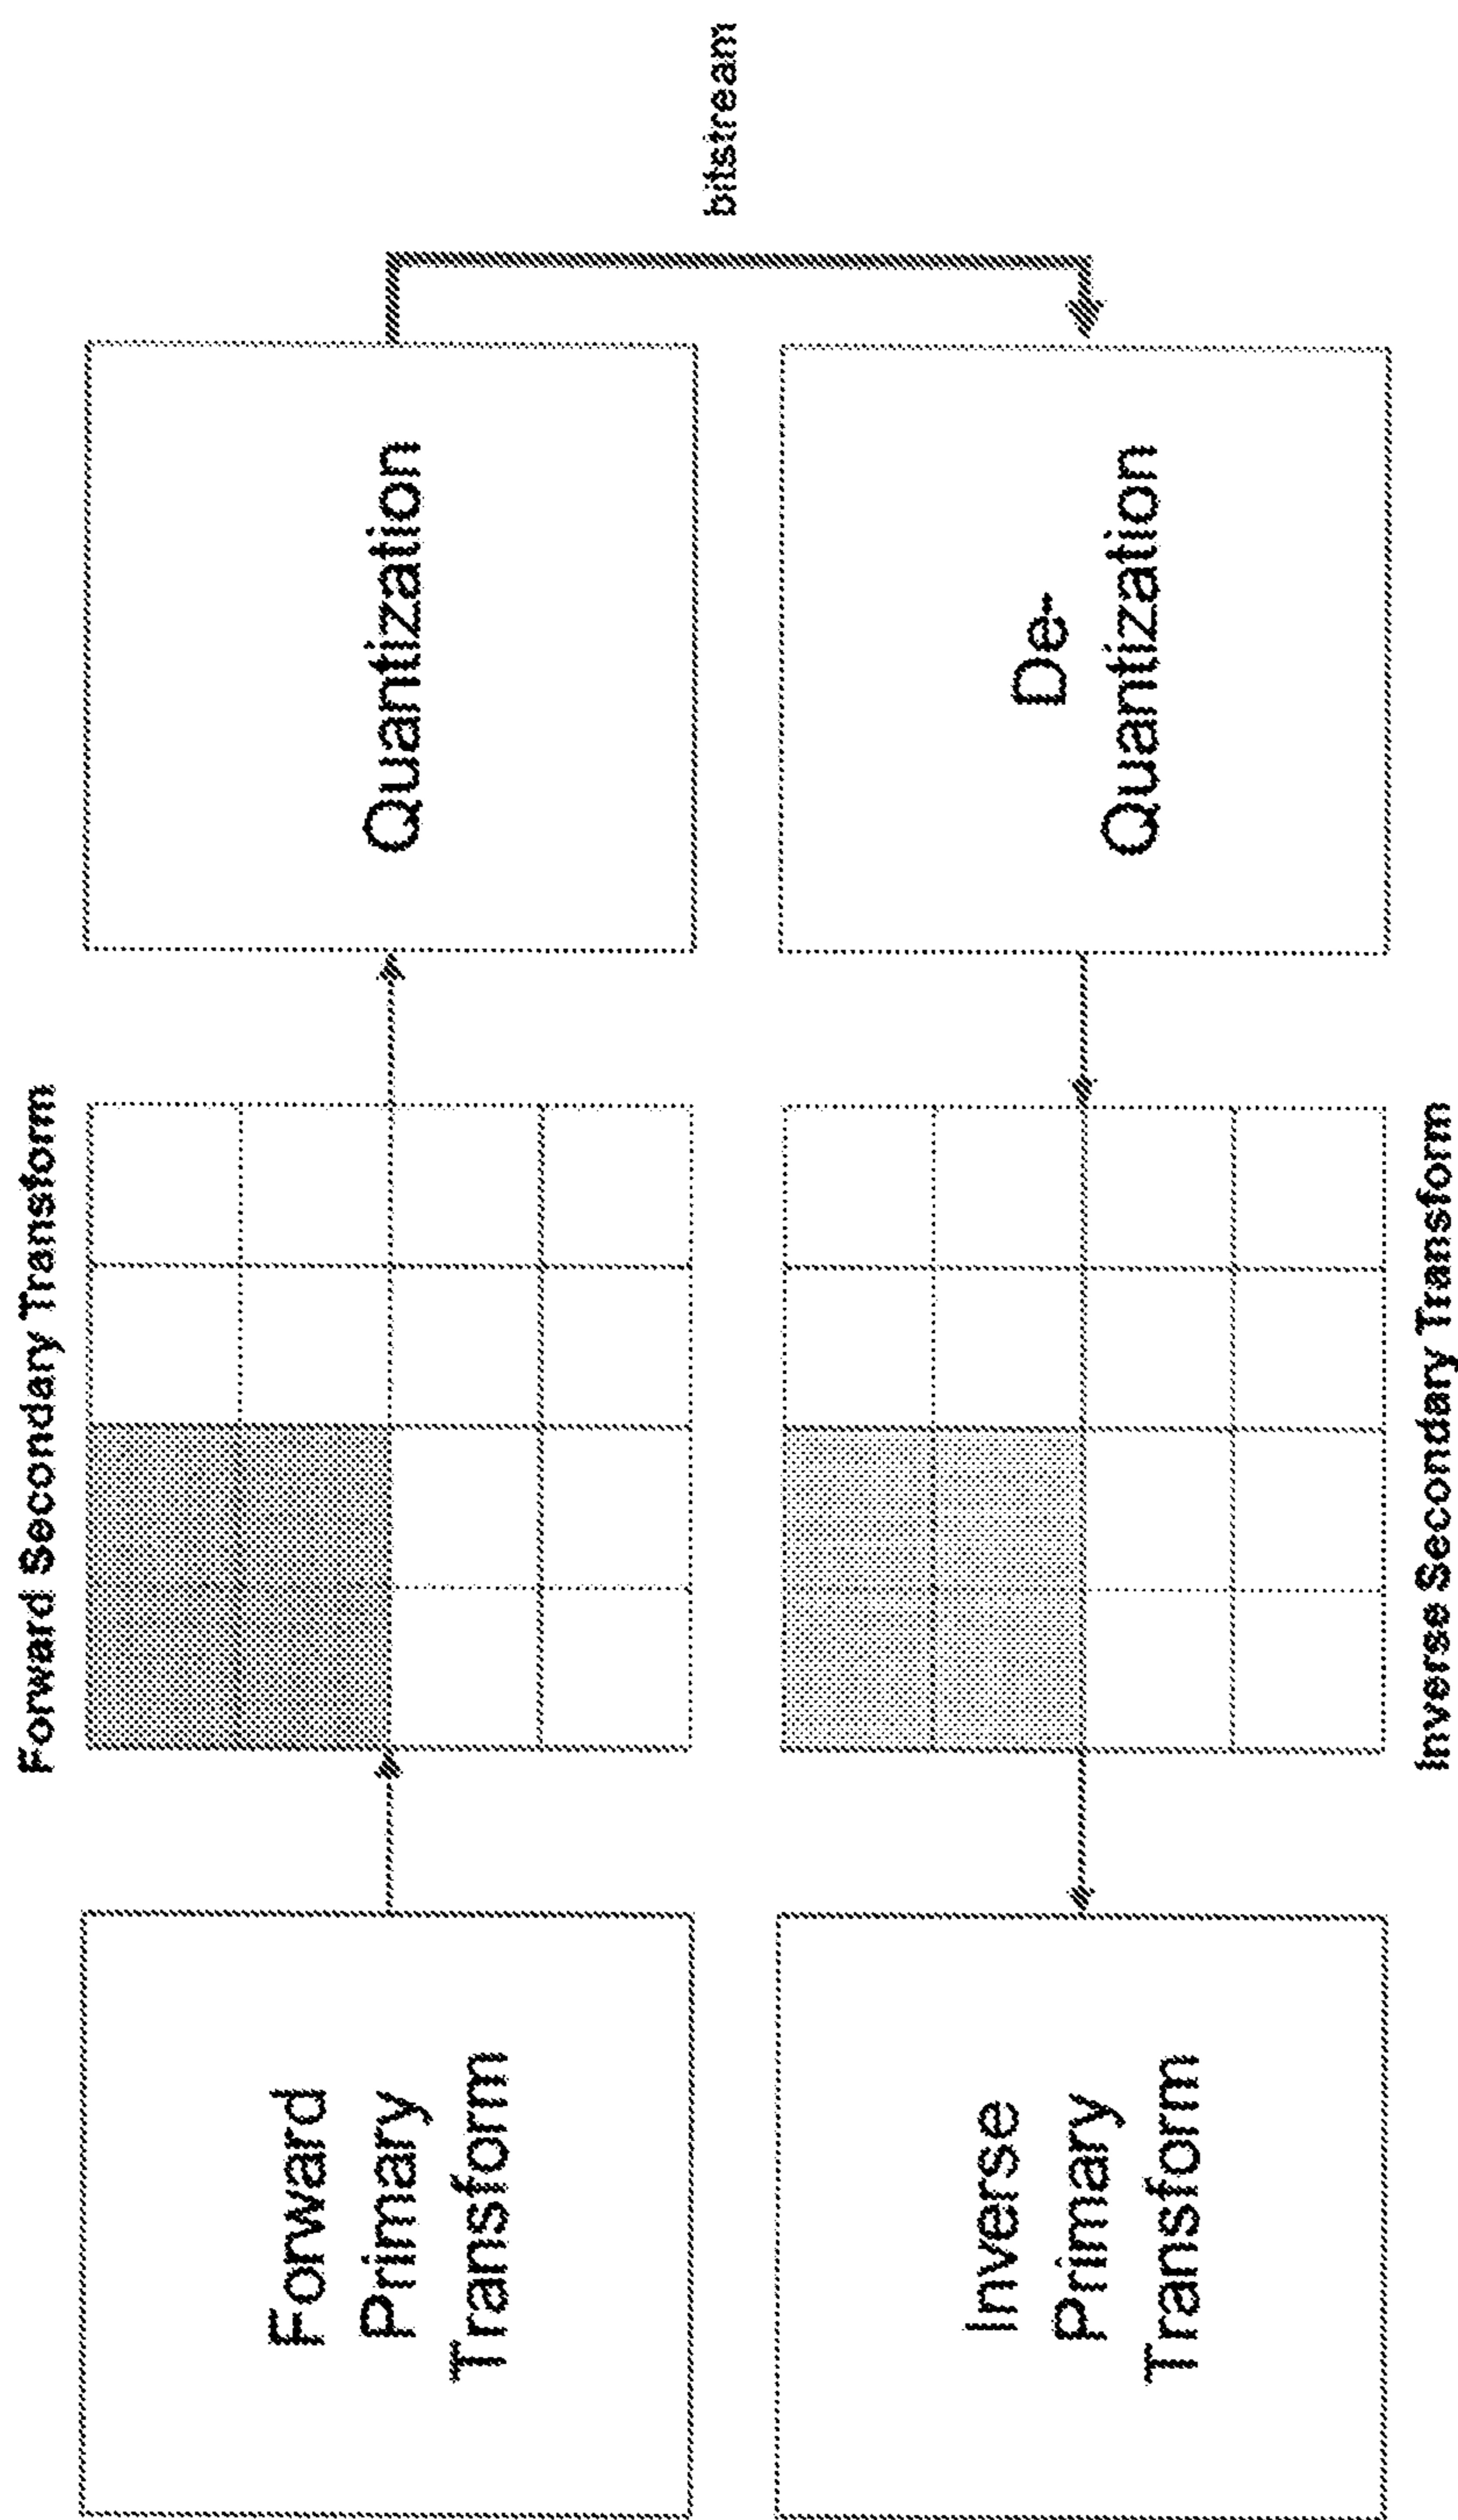 Forward Secondary Transform
Forward
Primary
Transform
Quantization
bitstream
Inverse
Primary
Transform
De-
Quantization
Inverse Secondary Transform